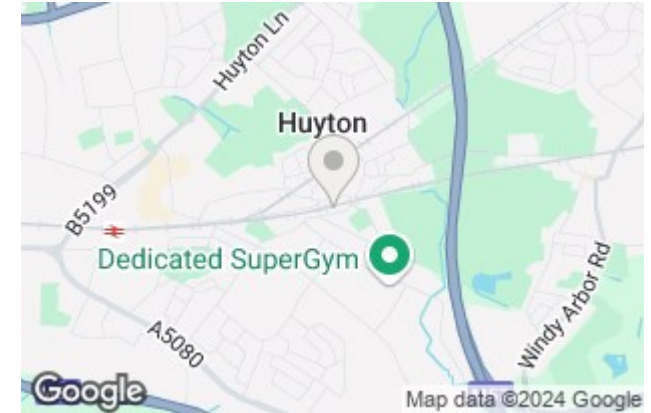 Huyton Ln
Huyton
B5199
Dedicated SuperGym
Windy Arbor Rd
A5080
Google
Map data ©2024 Google